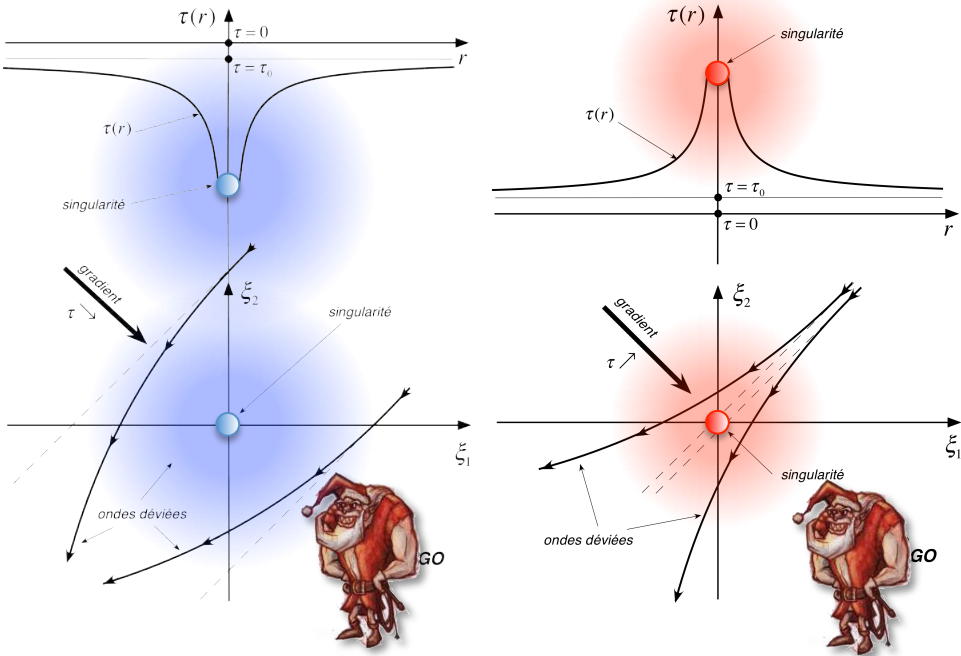 τ(r)
τ = 0
r
τ = τ₀
τ(r)
singularité
gradient
τ ↘
ξ₂
singularité
ξ₁
ondes déviées
GO
τ(r)
singularité
τ(r)
τ = τ₀
τ = 0
r
gradient
τ ↗
ξ₂
ξ₁
singularité
ondes déviées
GO